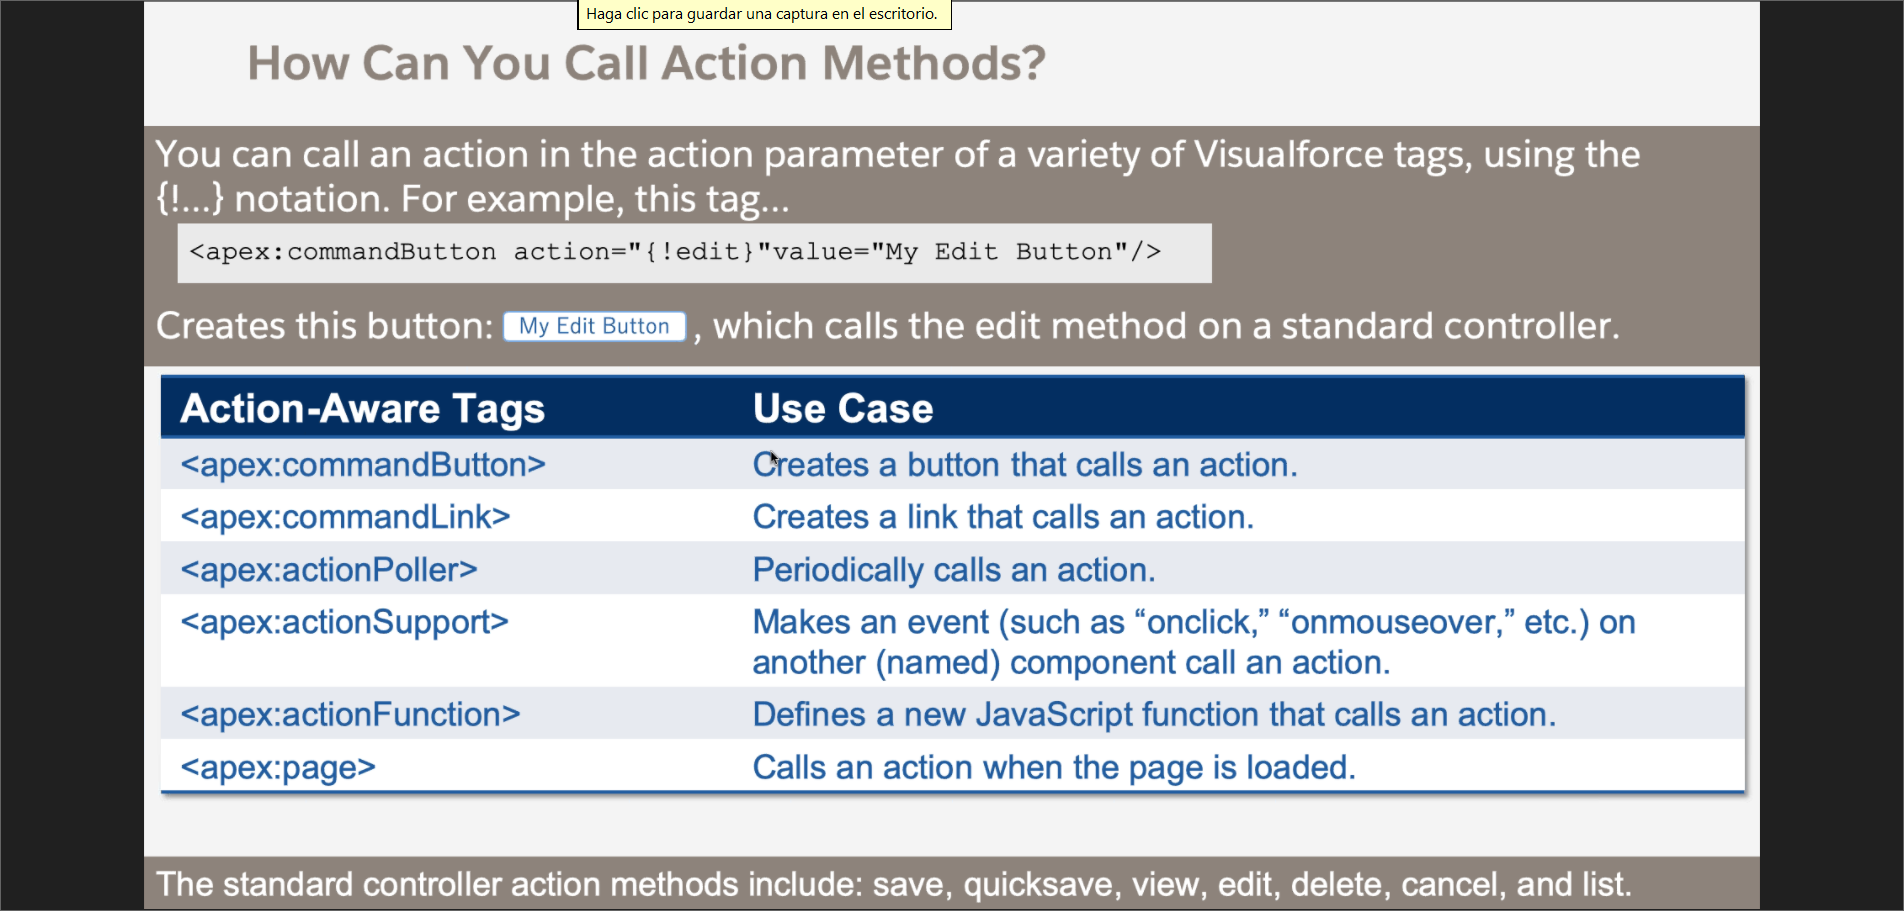 Haga clic para guardar una captura en el escritorio.
How Can You Call Action Methods?
You can call an action in the action parameter of a variety of Visualforce tags, using the
{!...} notation. For example, this tag...
<apex:commandButton action="{!edit}"value="My Edit Button"/>
Creates this button: My Edit Button , which calls the edit method on a standard controller.
Action-Aware Tags Use Case
<apex:commandButton> Creates a button that calls an action.
<apex:commandLink> Creates a link that calls an action.
<apex:actionPoller> Periodically calls an action.
<apex:actionSupport> Makes an event (such as “onclick,” “onmouseover,” etc.) on
another (named) component call an action.
<apex:actionFunction> Defines a new JavaScript function that calls an action.
<apex:page> Calls an action when the page is loaded.
The standard controller action methods include: save, quicksave, view, edit, delete, cancel, and list.